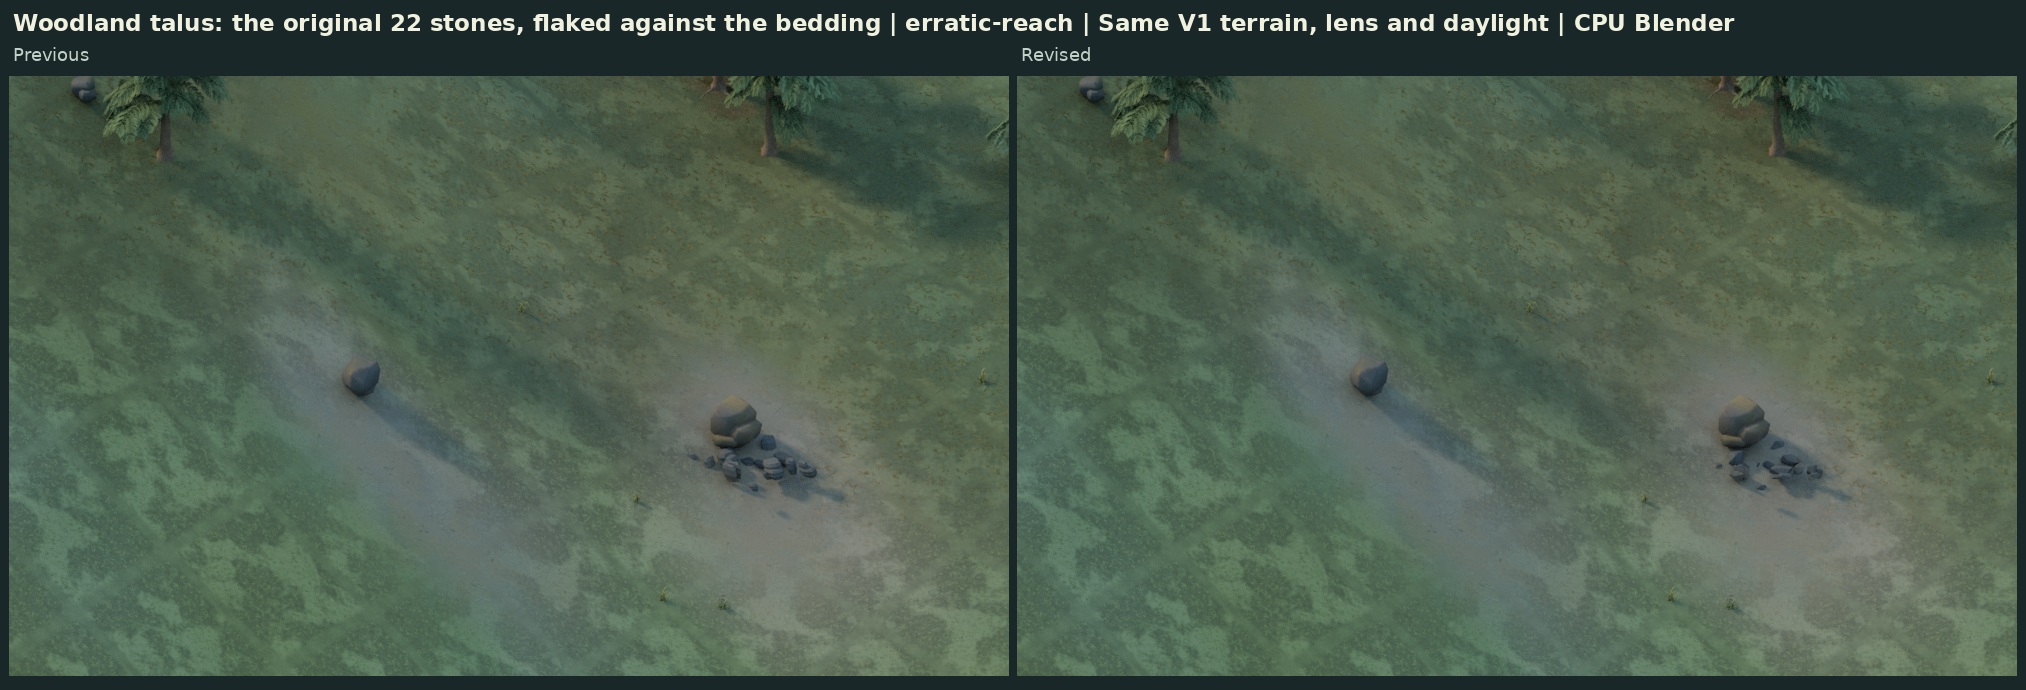 Woodland talus: the original 22 stones, flaked against the bedding | erratic-reach | Same V1 terrain, lens and daylight | CPU Blender
Previous
Revised